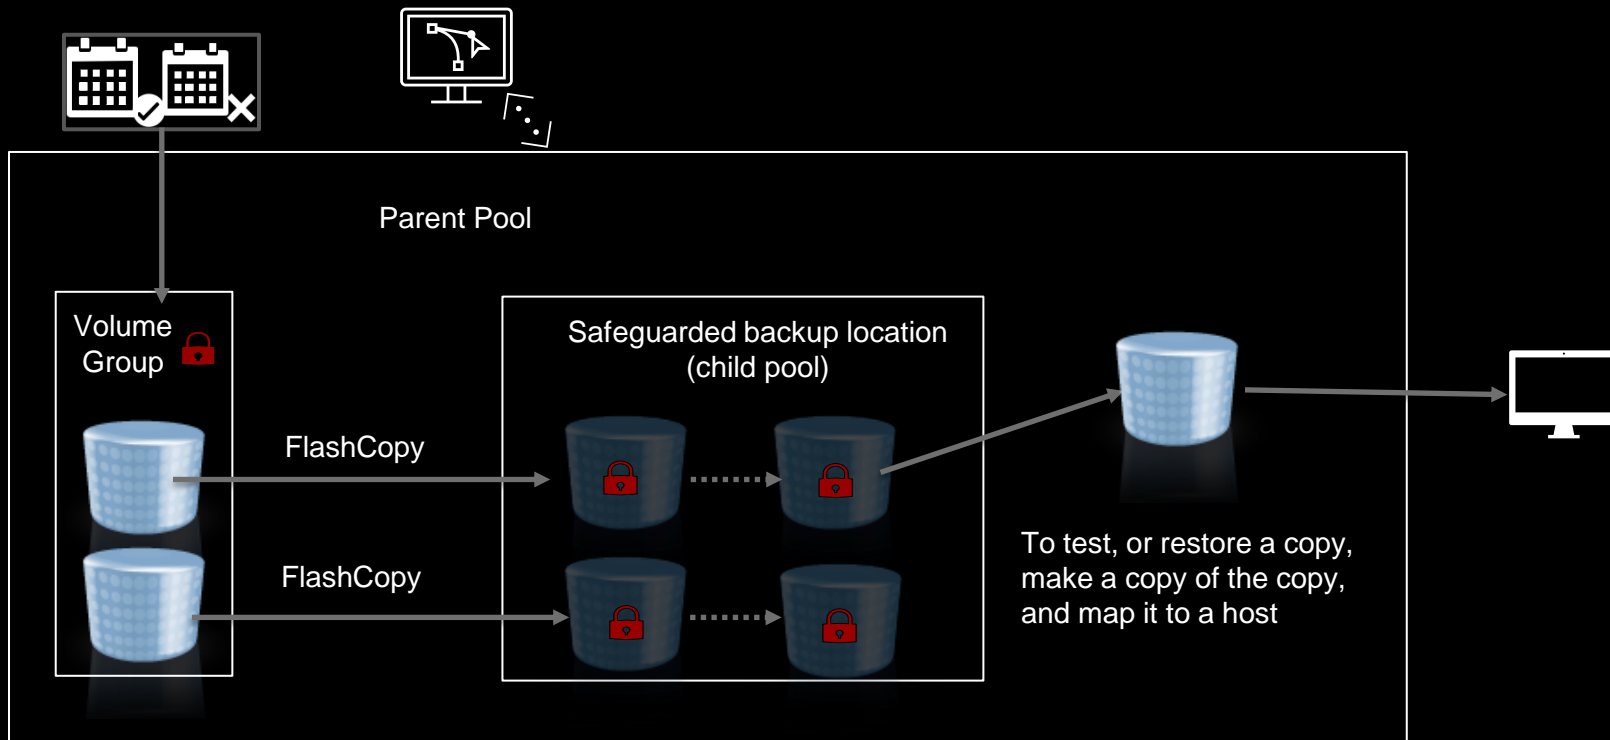 Parent Pool
Volume
Group
Safeguarded backup location
(child pool)
FlashCopy
FlashCopy
To test, or restore a copy,
make a copy of the copy,
and map it to a host